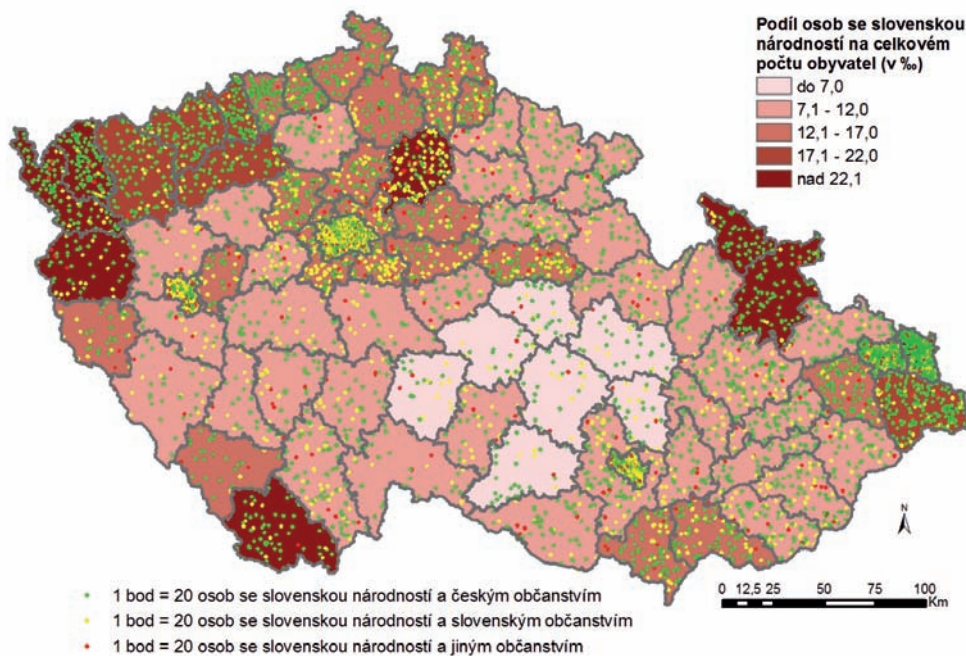 Podíl osob se slovenskou
národností na celkovém
počtu obyvatel (v ‰)
do 7,0
7,1 - 12,0
12,1 - 17,0
17,1 - 22,0
nad 22,1
N
1 bod = 20 osob se slovenskou národností a českým občanstvím
1 bod = 20 osob se slovenskou národností a slovenským občanstvím
1 bod = 20 osob se slovenskou národností a jiným občanstvím
0 12,5 25 50 75 100
Km